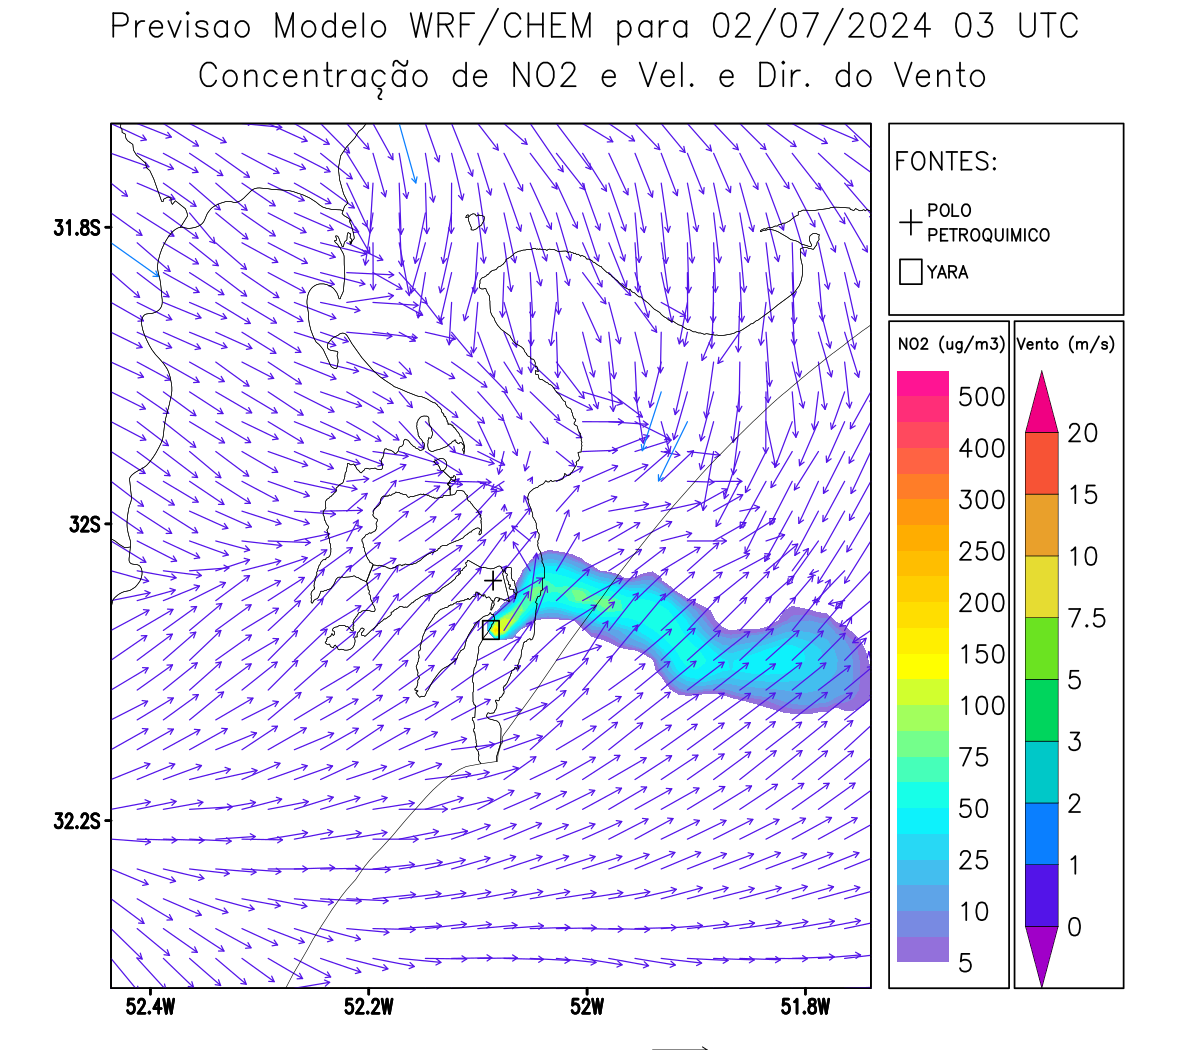 Previsao Modelo WRF/CHEM para 02/07/2024 03 UTC
Concentração de NO2 e Vel. e Dir. do Vento
FONTES:
POLO
PETROQUIMICO
YARA
NO2 (ug/m3)
500
400
300
250
200
150
100
75
50
25
10
5
Vento (m/s)
20
15
10
7.5
5
3
2
1
0
31.8S
32S
32.2S
52.4W
52.2W
52W
51.8W